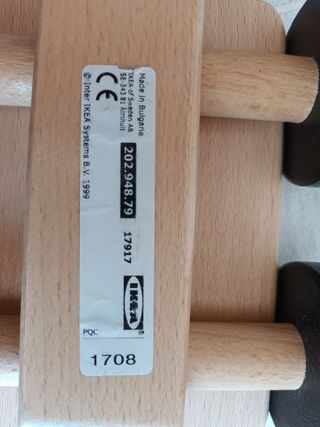 Made in Bulgaria
IKEA of Sweden AB
SE-343 81 Älmhult
CE
202.948.79
17917
IKEA®
© Inter IKEA Systems B.V. 1999
PQC
1708